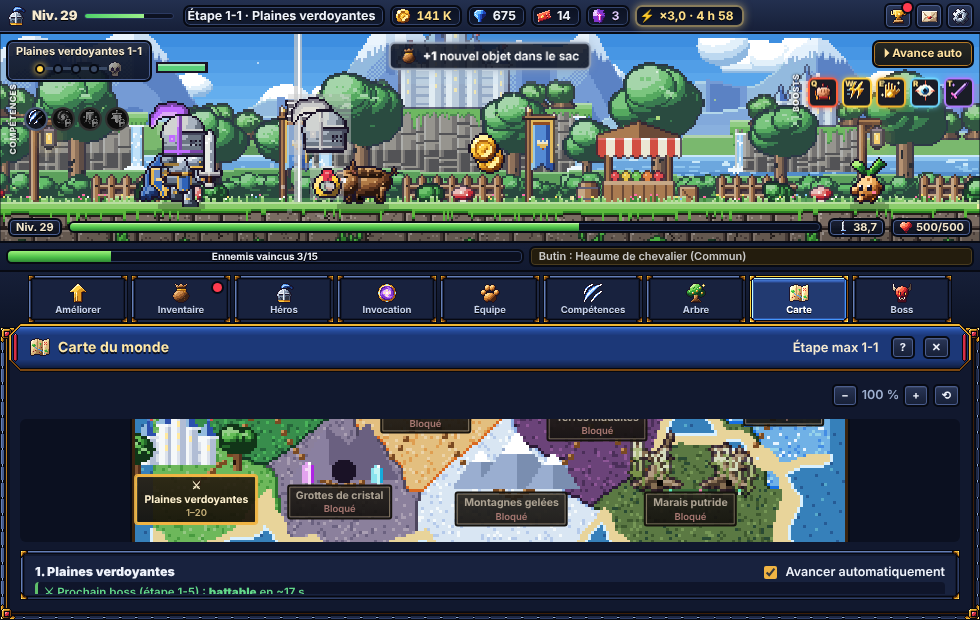 Niv. 29
Étape 1-1 · Plaines verdoyantes
141 K
675
14
3
×3,0 · 4 h 58
Plaines verdoyantes 1-1
+1 nouvel objet dans le sac
Avance auto
COMPÉTENCES
BOOSTS
Niv. 29
38,7
500/500
Ennemis vaincus 3/15
Butin : Heaume de chevalier (Commun)
Améliorer
Inventaire
Héros
Invocation
Equipe
Compétences
Arbre
Carte
Boss
Carte du monde
Étape max 1-1
?
×
−
100 %
+
Bloqué
Bloqué
Plaines verdoyantes
1–20
Grottes de cristal
Bloqué
Montagnes gelées
Bloqué
Marais putride
Bloqué
1. Plaines verdoyantes
Avancer automatiquement
Prochain boss (étape 1-5) : battable en ~17 s